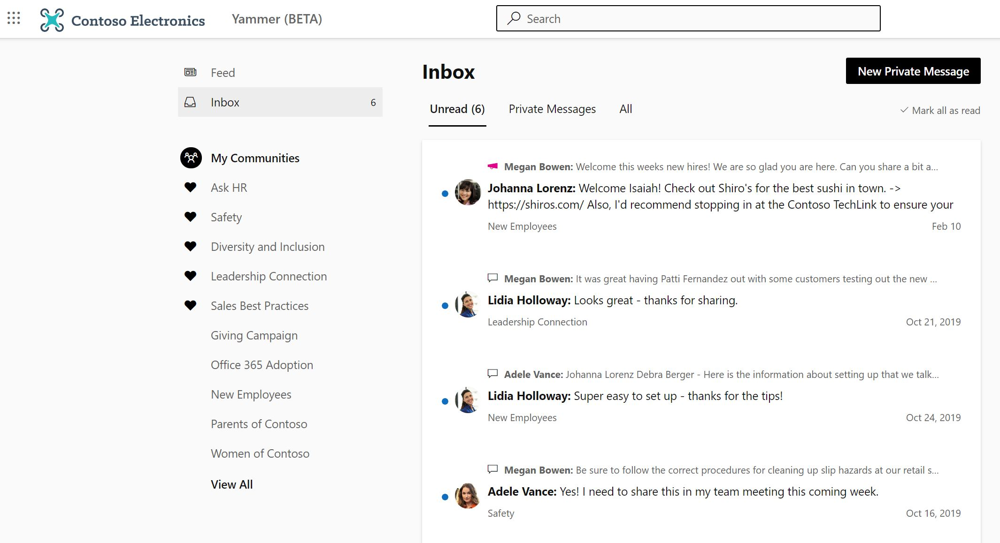 Contoso Electronics
Yammer (BETA)
Search
Feed
Inbox
6
My Communities
Ask HR
Safety
Diversity and Inclusion
Leadership Connection
Sales Best Practices
Giving Campaign
Office 365 Adoption
New Employees
Parents of Contoso
Women of Contoso
View All
Inbox
New Private Message
Unread (6)
Private Messages
All
Mark all as read
Megan Bowen: Welcome this weeks new hires! We are so glad you are here. Can you share a bit a...
Johanna Lorenz: Welcome Isaiah! Check out Shiro's for the best sushi in town. ->
https://shiros.com/ Also, I'd recommend stopping in at the Contoso TechLink to ensure your
New Employees
Feb 10
Megan Bowen: It was great having Patti Fernandez out with some customers testing out the new ...
Lidia Holloway: Looks great - thanks for sharing.
Leadership Connection
Oct 21, 2019
Adele Vance: Johanna Lorenz Debra Berger - Here is the information about setting up that we talk...
Lidia Holloway: Super easy to set up - thanks for the tips!
New Employees
Oct 24, 2019
Megan Bowen: Be sure to follow the correct procedures for cleaning up slip hazards at our retail s...
Adele Vance: Yes! I need to share this in my team meeting this coming week.
Safety
Oct 16, 2019